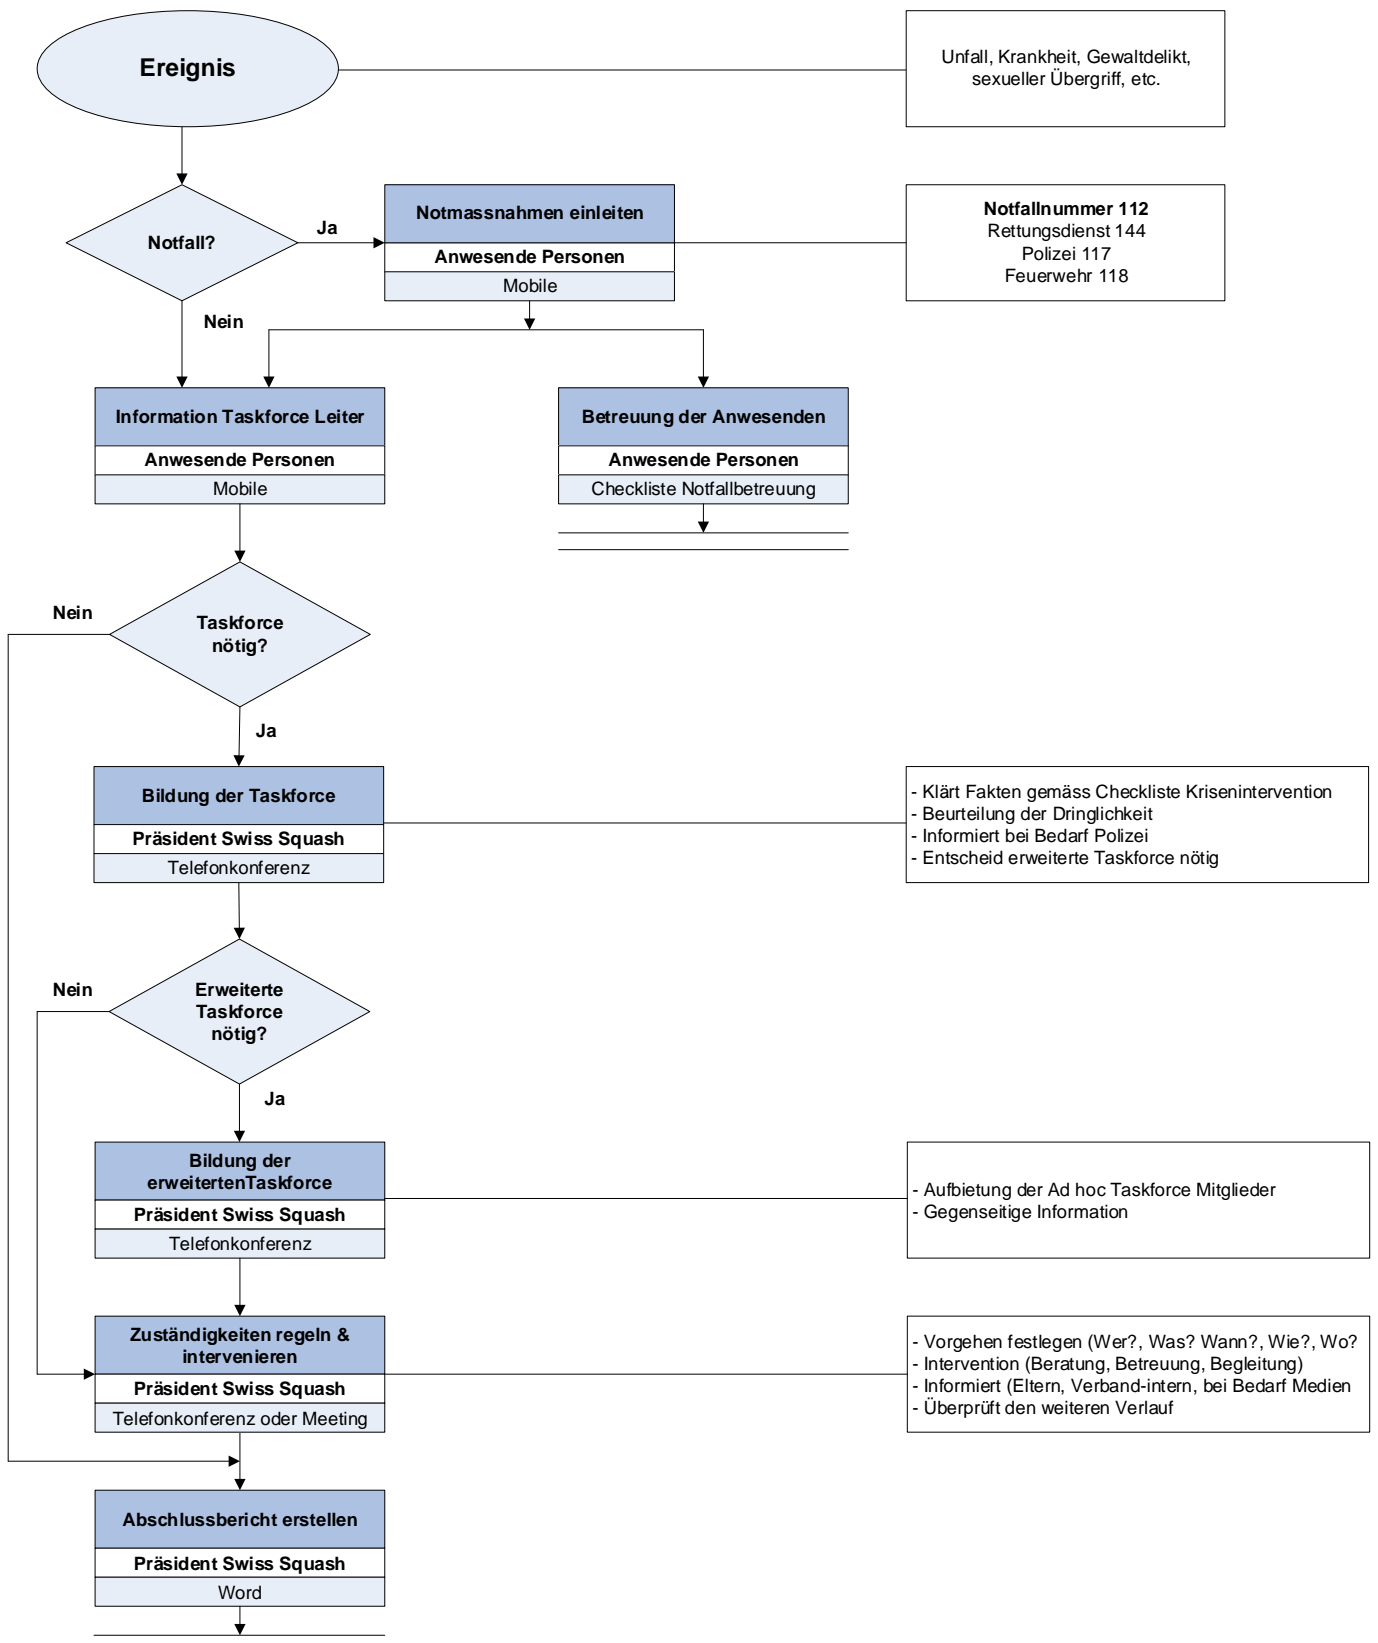 Ereignis
Unfall, Krankheit, Gewaltdelikt,
sexueller Übergriff, etc.
Notfall?
Ja
Notmassnahmen einleiten
Anwesende Personen
Mobile
Notfallnummer 112
Rettungsdienst 144
Polizei 117
Feuerwehr 118
Nein
Information Taskforce Leiter
Anwesende Personen
Mobile
Betreuung der Anwesenden
Anwesende Personen
Checkliste Notfallbetreuung
Nein
Taskforce
nötig?
Ja
Bildung der Taskforce
Präsident Swiss Squash
Telefonkonferenz
- Klärt Fakten gemäss Checkliste Krisenintervention
- Beurteilung der Dringlichkeit
- Informiert bei Bedarf Polizei
- Entscheid erweiterte Taskforce nötig
Nein
Erweiterte
Taskforce
nötig?
Ja
Bildung der
erweitertenTaskforce
Präsident Swiss Squash
Telefonkonferenz
- Aufbietung der Ad hoc Taskforce Mitglieder
- Gegenseitige Information
Zuständigkeiten regeln &
intervenieren
Präsident Swiss Squash
Telefonkonferenz oder Meeting
- Vorgehen festlegen (Wer?, Was? Wann?, Wie?, Wo?
- Intervention (Beratung, Betreuung, Begleitung)
- Informiert (Eltern, Verband-intern, bei Bedarf Medien
- Überprüft den weiteren Verlauf
Abschlussbericht erstellen
Präsident Swiss Squash
Word